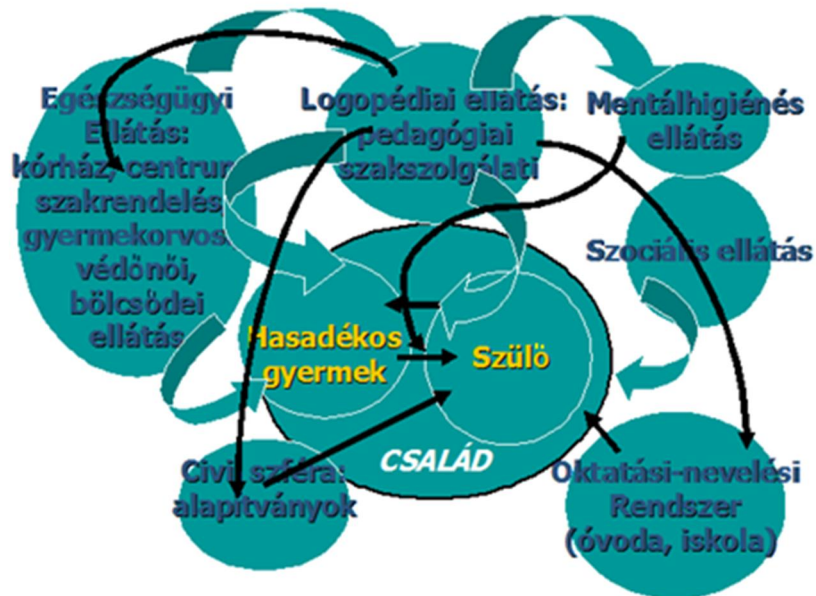 Egészségügyi
Ellátás:
kórház, centrum
szakrendelés
gyermekorvosi
védőnői,
bölcsödei
ellátás
Logopédiai ellátás:
pedagógiai
szakszolgálati
Mentálhigiénés
ellátás
Szociális ellátás
Hasadékos
gyermek
Szülő
CSALÁD
Civil szféra:
alapítványok
Oktatási-nevelési
Rendszer
(óvoda, iskola)